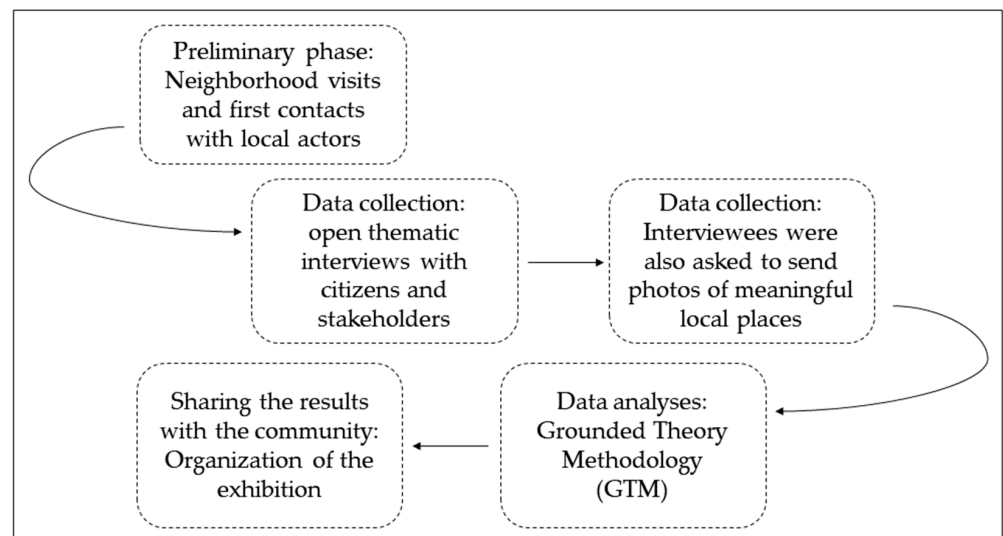 Preliminary phase:
Neighborhood visits
and first contacts
with local actors
Data collection:
open thematic
interviews with
citizens and
stakeholders
Data collection:
Interviewees were
also asked to send
photos of meaningful
local places
Data analyses:
Grounded Theory
Methodology
(GTM)
Sharing the results
with the community:
Organization of the
exhibition